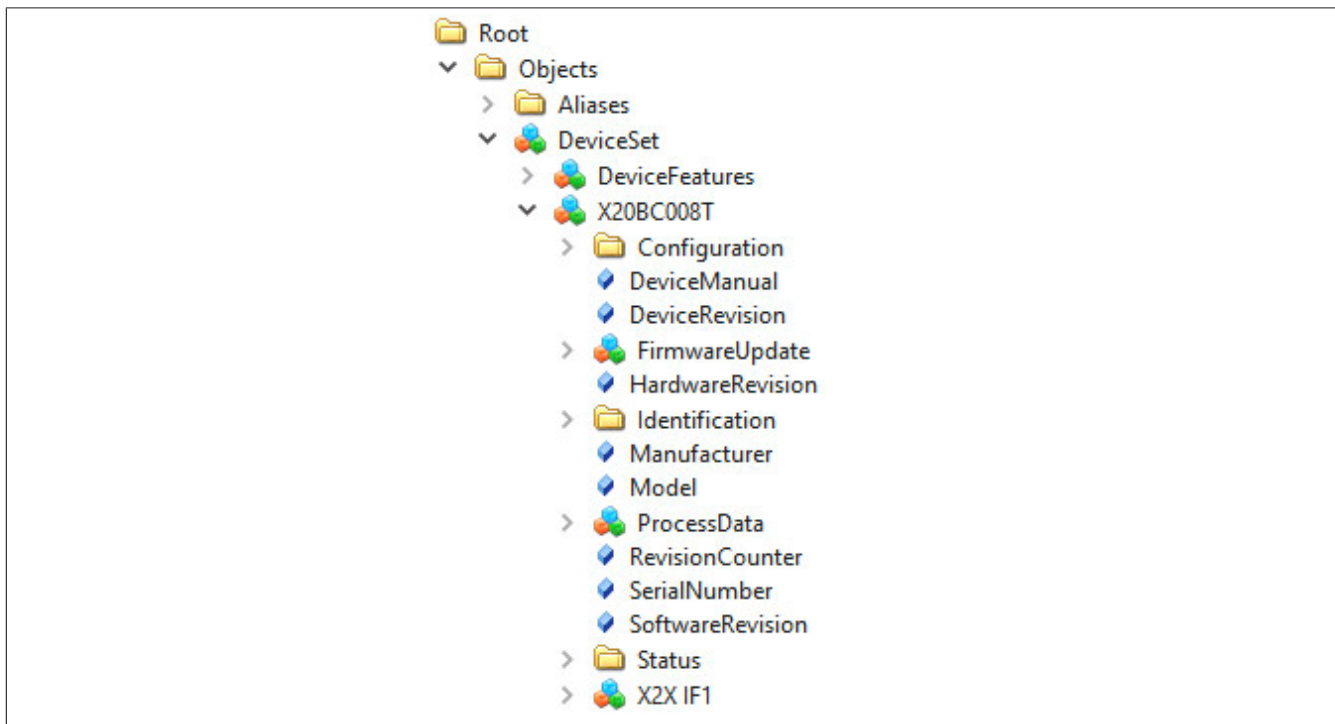 Root
Objects
Aliases
DeviceSet
DeviceFeatures
X20BC008T
Configuration
DeviceManual
DeviceRevision
FirmwareUpdate
HardwareRevision
Identification
Manufacturer
Model
ProcessData
RevisionCounter
SerialNumber
SoftwareRevision
Status
X2X IF1